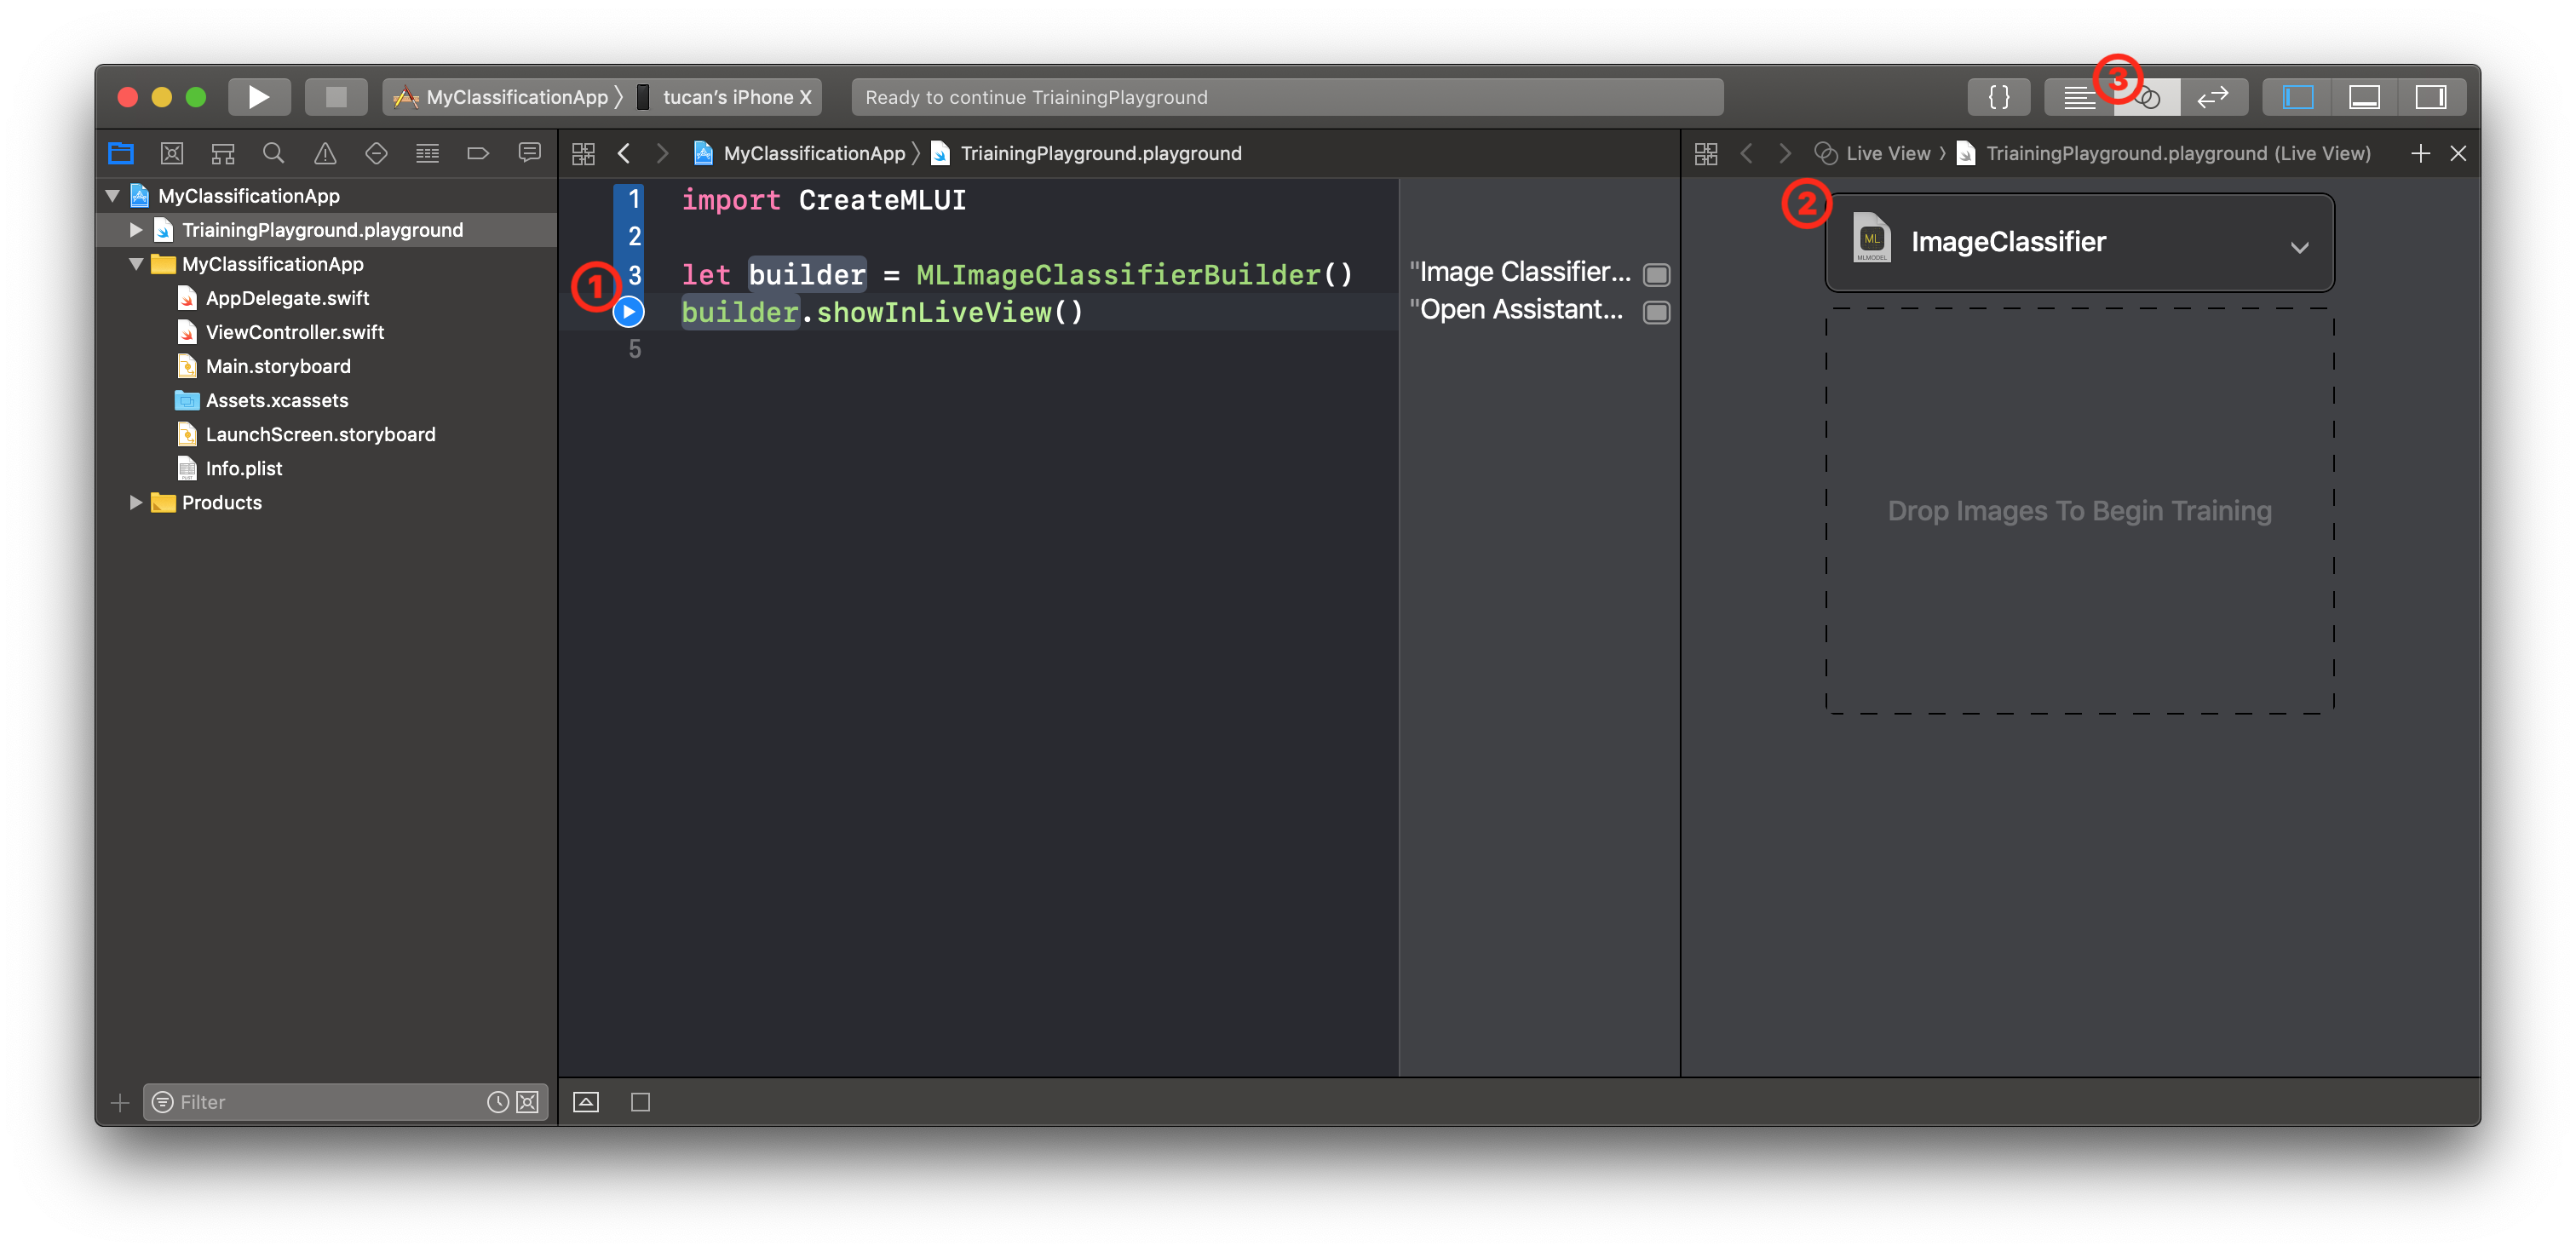 3
MyClassificationApp 〉 tucan's iPhone X
Ready to continue TriainingPlayground
{ }
MyClassificationApp 〉 TriainingPlayground.playground
Live View 〉 TriainingPlayground.playground (Live View)
MyClassificationApp
TriainingPlayground.playground
MyClassificationApp
AppDelegate.swift
ViewController.swift
Main.storyboard
Assets.xcassets
LaunchScreen.storyboard
Info.plist
Products
Filter
1 import CreateMLUI
2
3 let builder = MLImageClassifierBuilder()
1
builder.showInLiveView()
5
"Image Classifier...
"Open Assistant...
2
ML
MLMODEL
ImageClassifier
Drop Images To Begin Training